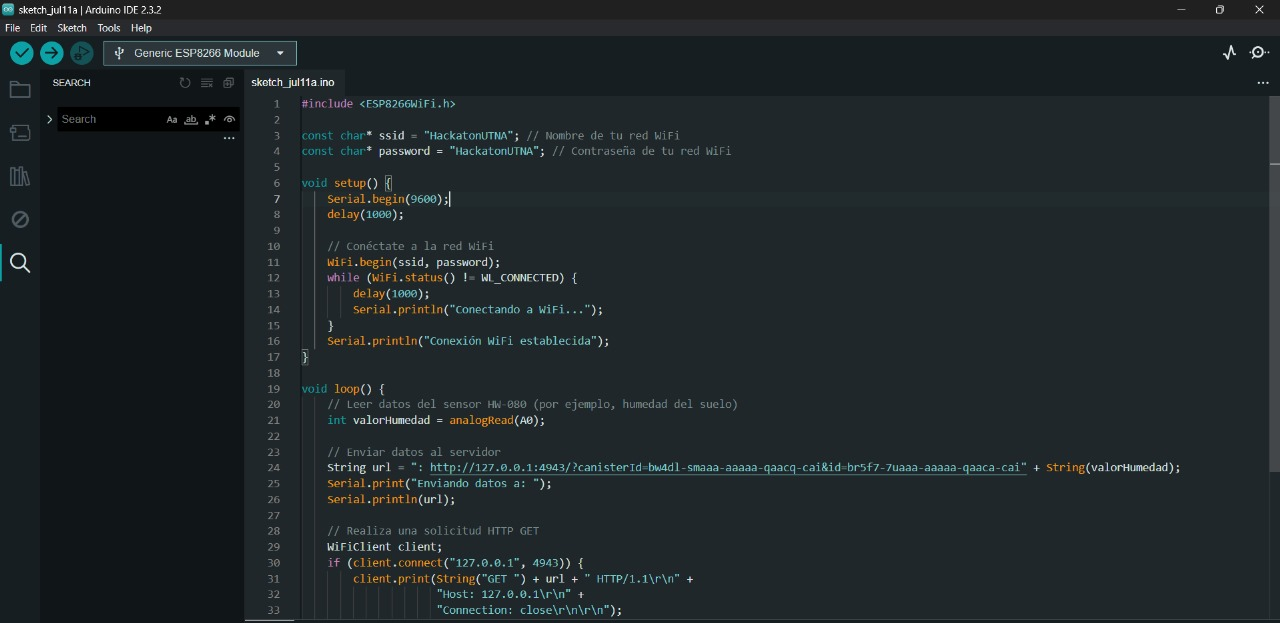 sketch_jul11a | Arduino IDE 2.3.2
File Edit Sketch Tools Help
Generic ESP8266 Module
SEARCH
Search
Aa ab .*
sketch_jul11a.ino
1 #include <ESP8266WiFi.h>
2
3 const char* ssid = "HackatonUTNA"; // Nombre de tu red WiFi
4 const char* password = "HackatonUTNA"; // Contraseña de tu red WiFi
5
6 void setup() {
7 Serial.begin(9600);
8 delay(1000);
9
10 // Conéctate a la red WiFi
11 WiFi.begin(ssid, password);
12 while (WiFi.status() != WL_CONNECTED) {
13 delay(1000);
14 Serial.println("Conectando a WiFi...");
15 }
16 Serial.println("Conexión WiFi establecida");
17 }
18
19 void loop() {
20 // Leer datos del sensor HW-080 (por ejemplo, humedad del suelo)
21 int valorHumedad = analogRead(A0);
22
23 // Enviar datos al servidor
24 String url = ": http://127.0.0.1:4943/?canisterId=bw4dl-smaaa-aaaaa-qaacq-cai&id=br5f7-7uaaa-aaaaa-qaaca-cai" + String(valorHumedad);
25 Serial.print("Enviando datos a: ");
26 Serial.println(url);
27
28 // Realiza una solicitud HTTP GET
29 WiFiClient client;
30 if (client.connect("127.0.0.1", 4943)) {
31 client.print(String("GET ") + url + " HTTP/1.1\r\n" +
32 "Host: 127.0.0.1\r\n" +
33 "Connection: close\r\n\r\n");